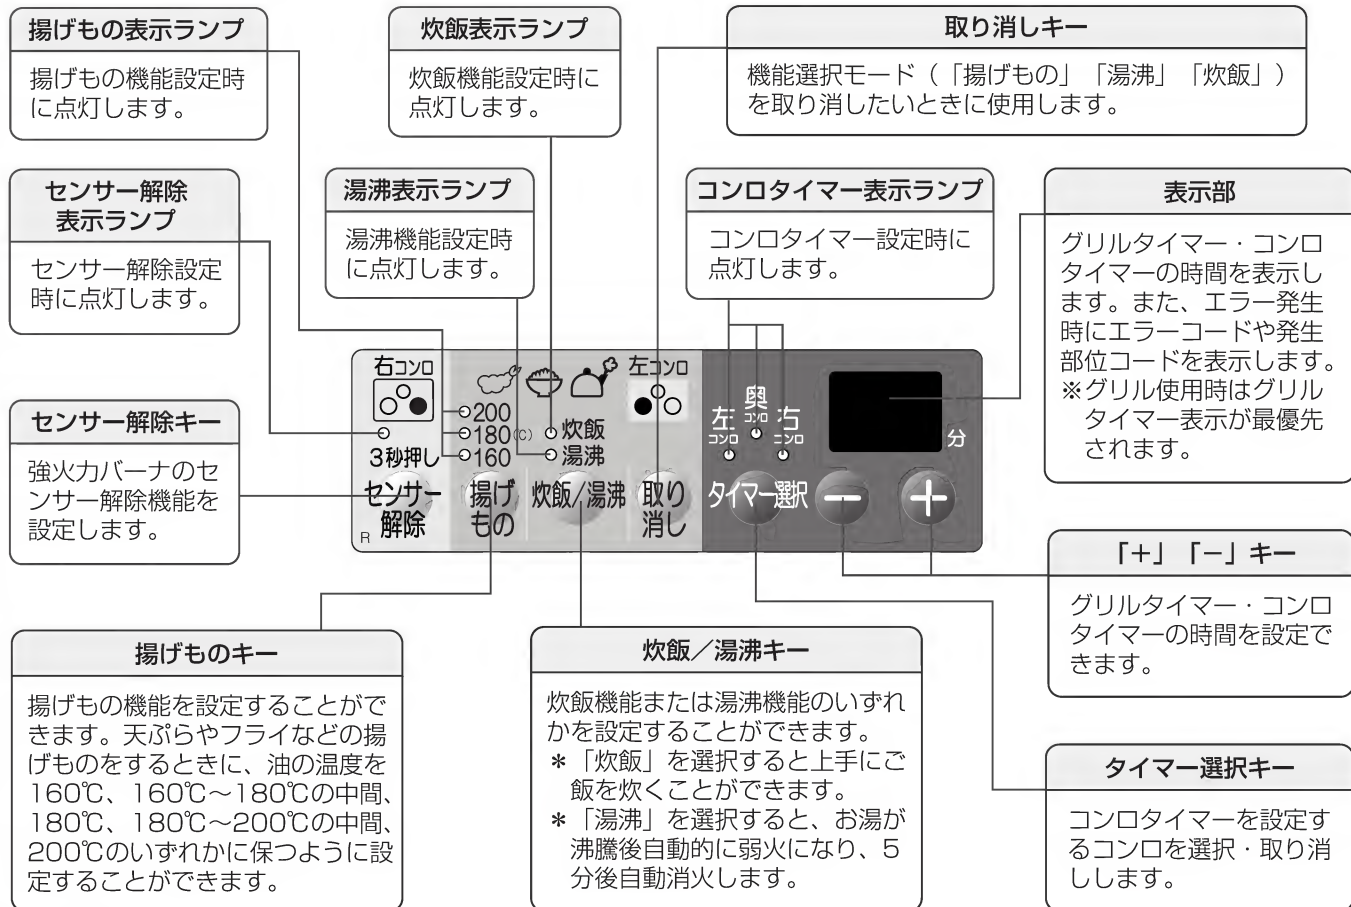 揚げもの表示ランプ
揚げもの機能設定時
に点灯します。
炊飯表示ランプ
炊飯機能設定時に
点灯します。
取り消しキー
機能選択モード（「揚げもの」「湯沸」「炊飯」）
を取り消したいときに使用します。
センサー解除
表示ランプ
センサー解除設定
時に点灯します。
湯沸表示ランプ
湯沸機能設定時
に点灯します。
コンロタイマー表示ランプ
コンロタイマー設定時に
点灯します。
表示部
グリルタイマー・コンロ
タイマーの時間を表示し
ます。また、エラー発生
時にエラーコードや発生
部位コードを表示します。
※グリル使用時はグリル
タイマー表示が最優先
されます。
センサー解除キー
強火力バーナのセ
ンサー解除機能を
設定します。
右コンロ
3秒押し
センサー
解除
R
200
180(℃)
160
揚げ
もの
炊飯
湯沸
炊飯／湯沸
左コンロ
取り
消し
左
コンロ
奥
コンロ
右
コンロ
タイマー選択
分
－
＋
「＋」「－」キー
グリルタイマー・コンロ
タイマーの時間を設定で
きます。
揚げものキー
揚げもの機能を設定することがで
きます。天ぷらやフライなどの揚
げものをするときに、油の温度を
160℃、160℃～180℃の中間、
180℃、180℃～200℃の中間、
200℃のいずれかに保つように設
定することができます。
炊飯／湯沸キー
炊飯機能または湯沸機能のいずれ
かを設定することができます。
＊「炊飯」を選択すると上手にご
飯を炊くことができます。
＊「湯沸」を選択すると、お湯が
沸騰後自動的に弱火になり、5
分後自動消火します。
タイマー選択キー
コンロタイマーを設定す
るコンロを選択・取り消
しします。